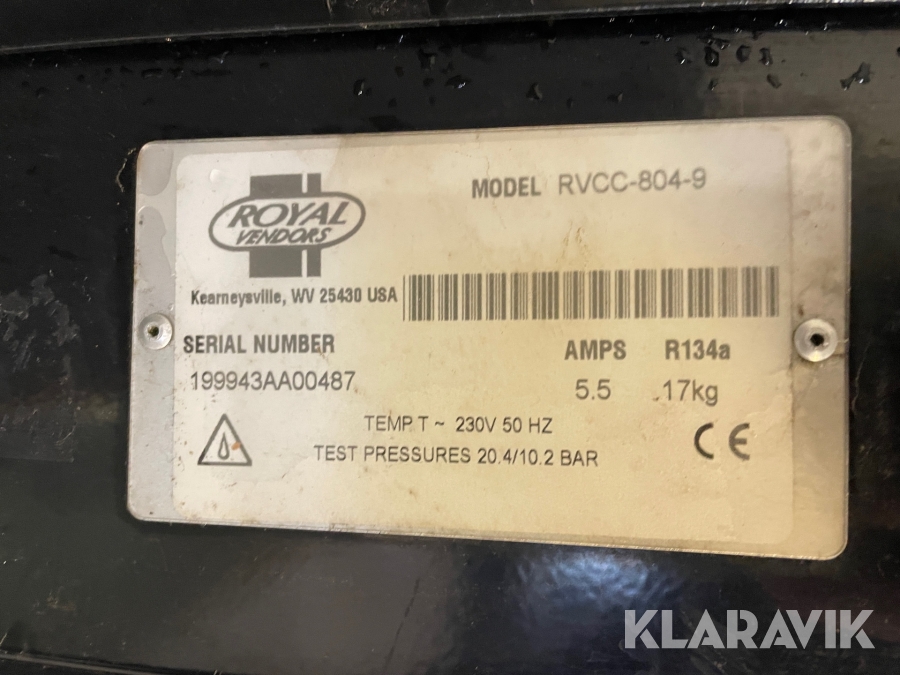 ROYAL
VENDORS
MODEL RVCC-804-9
Kearneysville, WV 25430 USA
SERIAL NUMBER
199943AA00487
AMPS R134a
5.5 .17kg
TEMP T ~ 230V 50 HZ
TEST PRESSURES 20.4/10.2 BAR
CE
KLARAVIK